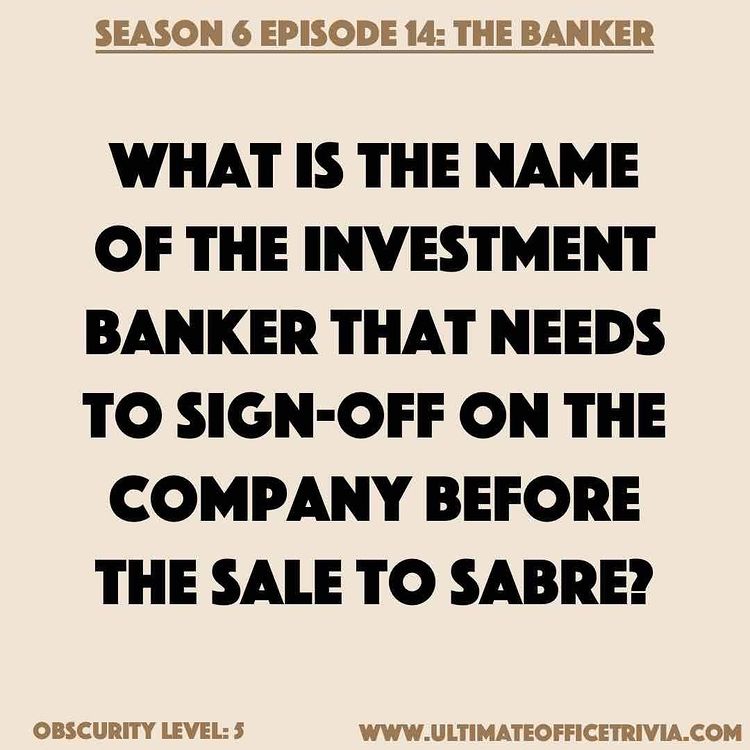 SEASON 6 EPISODE 14: THE BANKER
WHAT IS THE NAME
OF THE INVESTMENT
BANKER THAT NEEDS
TO SIGN-OFF ON THE
COMPANY BEFORE
THE SALE TO SABRE?
OBSCURITY LEVEL: 5
WWW.ULTIMATEOFFICETRIVIA.COM